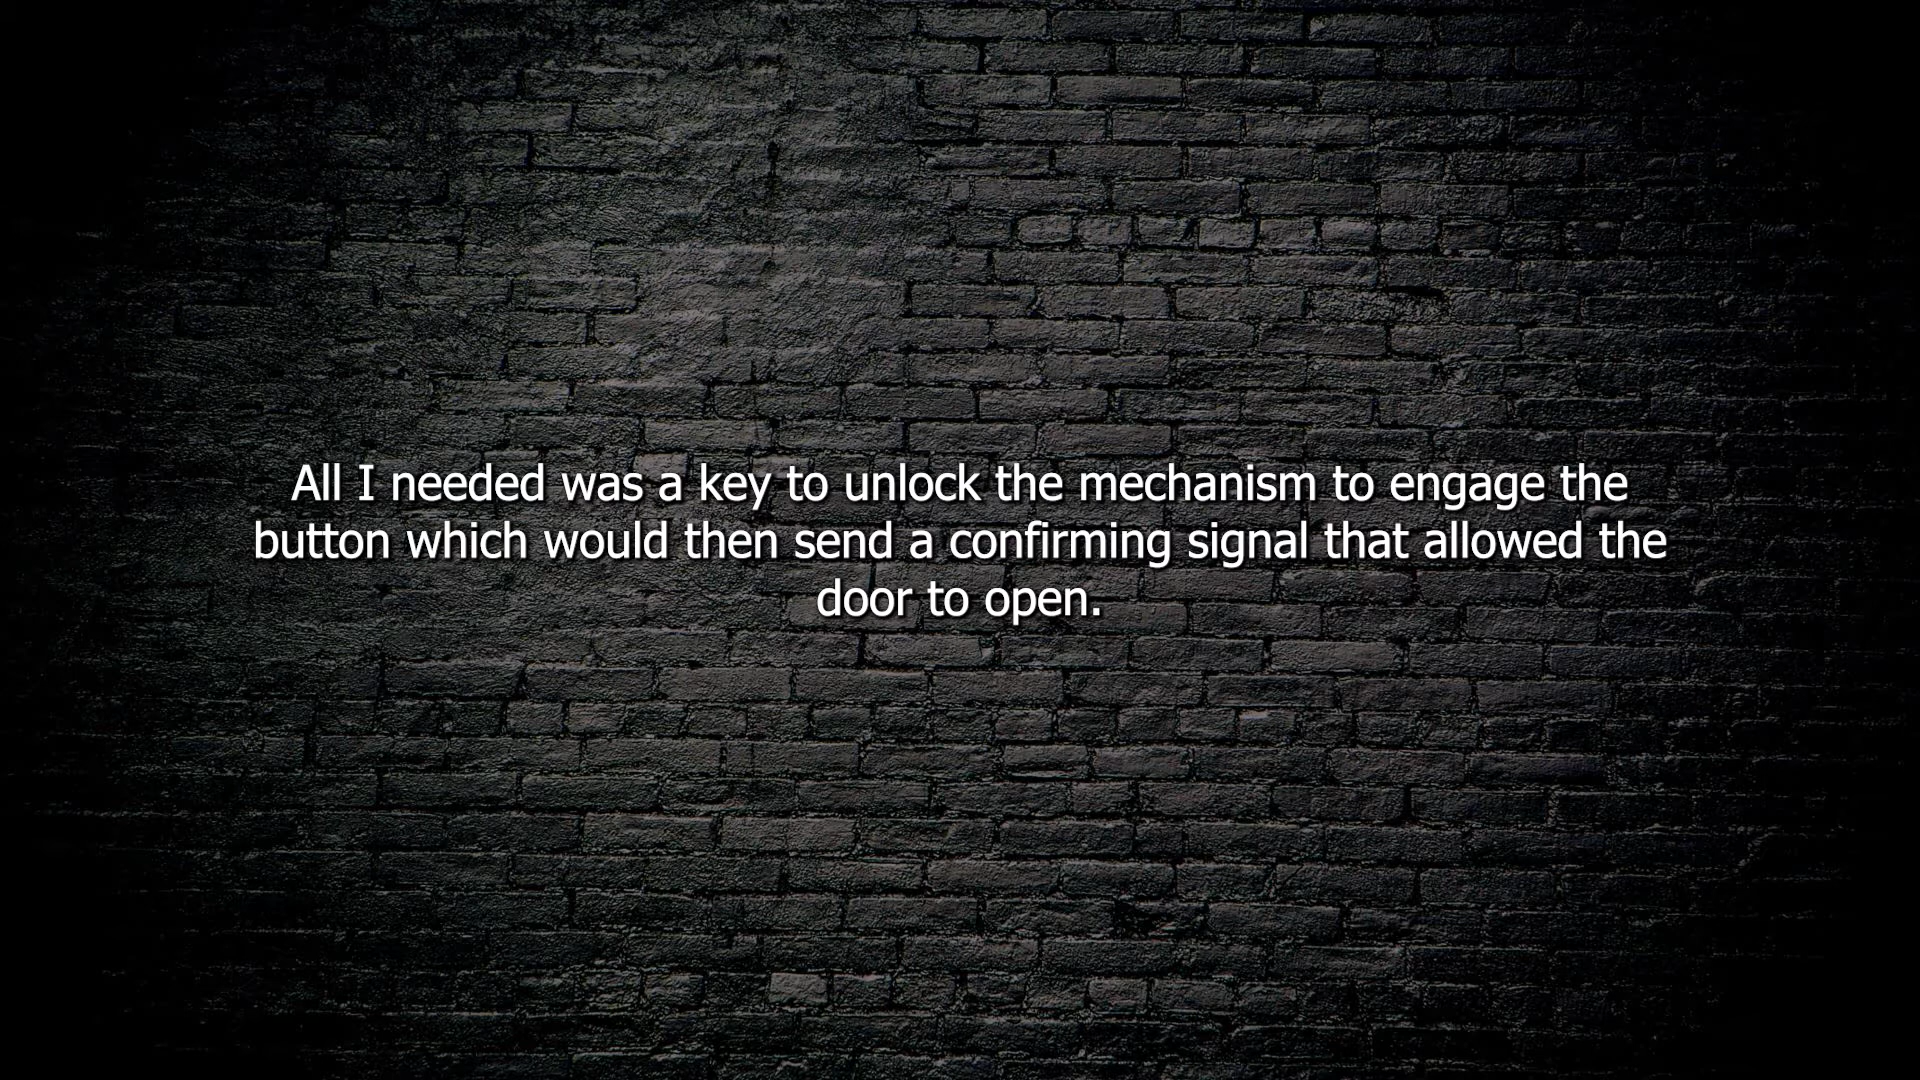 All I needed was a key to unlock the mechanism to engage the
button which would then send a confirming signal that allowed the
door to open.